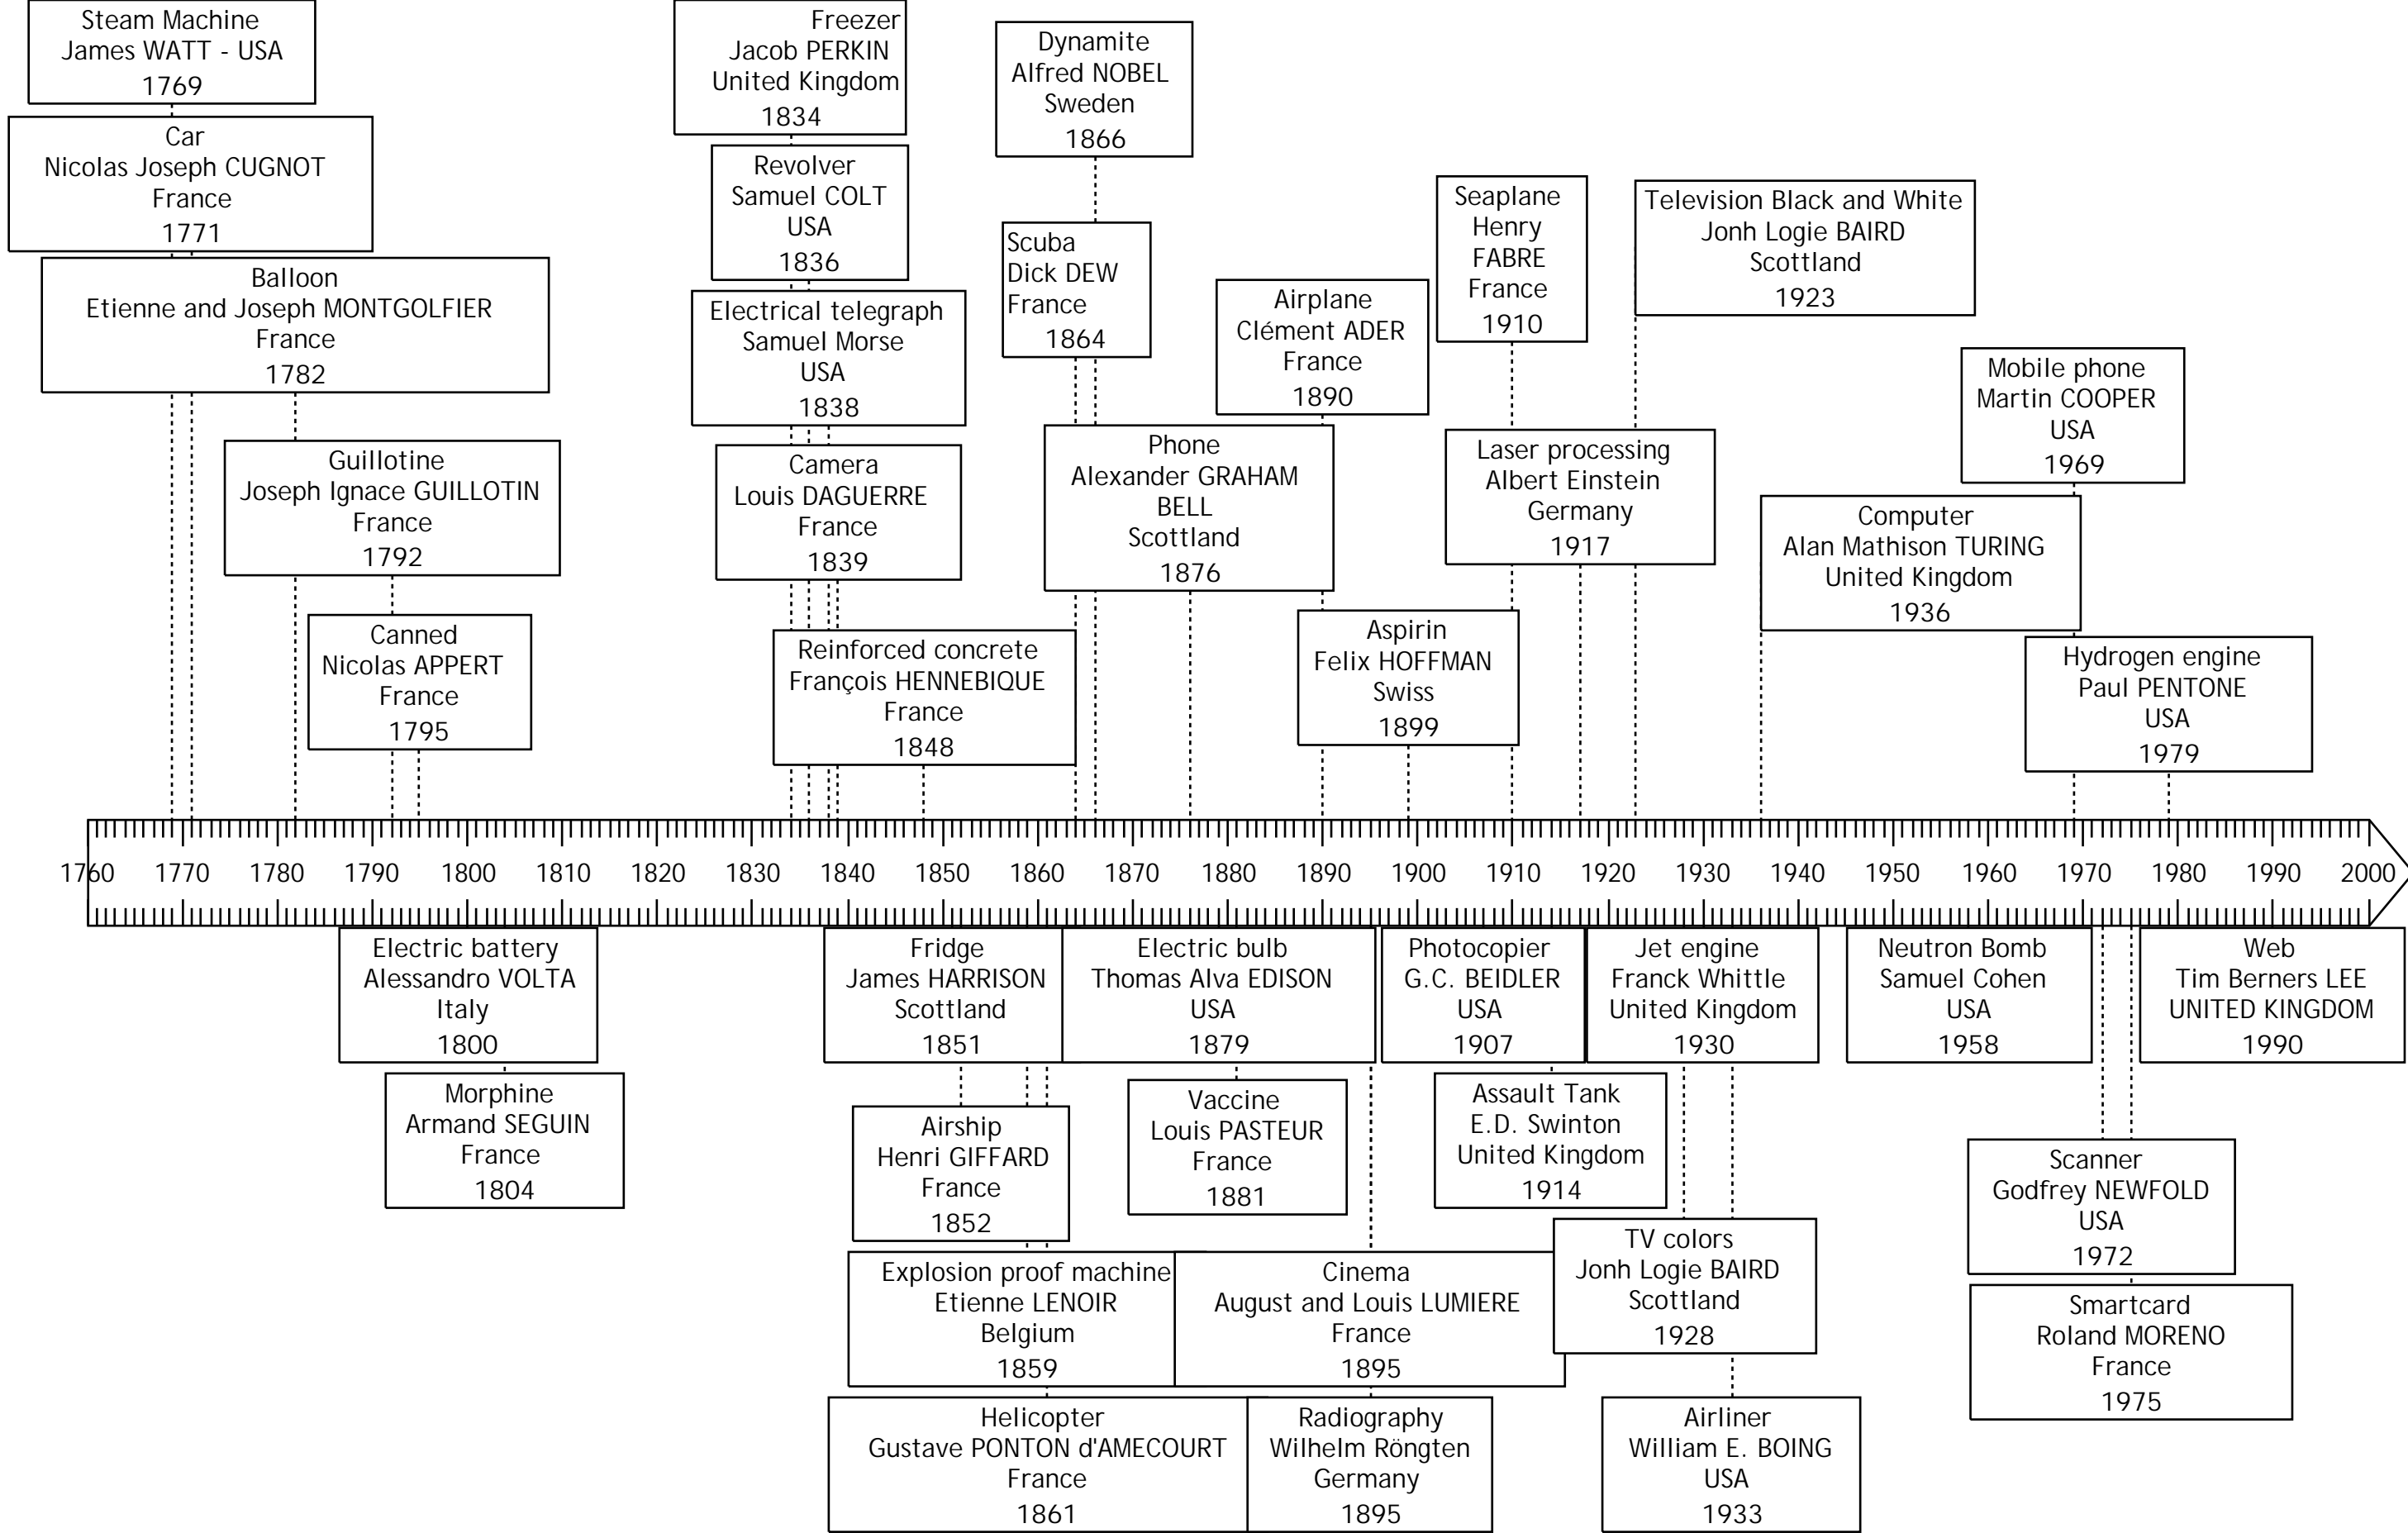 Steam Machine
James WATT - USA
1769
Car
Nicolas Joseph CUGNOT
France
1771
Balloon
Etienne and Joseph MONTGOLFIER
France
1782
Guillotine
Joseph Ignace GUILLOTIN
France
1792
Canned
Nicolas APPERT
France
1795
Freezer
Jacob PERKIN
United Kingdom
1834
Revolver
Samuel COLT
USA
1836
Electrical telegraph
Samuel Morse
USA
1838
Camera
Louis DAGUERRE
France
1839
Reinforced concrete
François HENNEBIQUE
France
1848
Dynamite
Alfred NOBEL
Sweden
1866
Scuba
Dick DEW
France
1864
Phone
Alexander GRAHAM
BELL
Scottland
1876
Airplane
Clément ADER
France
1890
Aspirin
Felix HOFFMAN
Swiss
1899
Seaplane
Henry
FABRE
France
1910
Laser processing
Albert Einstein
Germany
1917
Television Black and White
Jonh Logie BAIRD
Scottland
1923
Computer
Alan Mathison TURING
United Kingdom
1936
Mobile phone
Martin COOPER
USA
1969
Hydrogen engine
Paul PENTONE
USA
1979
1760 1770 1780 1790 1800 1810 1820 1830 1840 1850 1860 1870 1880 1890 1900 1910 1920 1930 1940 1950 1960 1970 1980 1990 2000
Electric battery
Alessandro VOLTA
Italy
1800
Morphine
Armand SEGUIN
France
1804
Fridge
James HARRISON
Scottland
1851
Airship
Henri GIFFARD
France
1852
Explosion proof machine
Etienne LENOIR
Belgium
1859
Helicopter
Gustave PONTON d'AMECOURT
France
1861
Electric bulb
Thomas Alva EDISON
USA
1879
Vaccine
Louis PASTEUR
France
1881
Cinema
August and Louis LUMIERE
France
1895
Radiography
Wilhelm Röngten
Germany
1895
Photocopier
G.C. BEIDLER
USA
1907
Assault Tank
E.D. Swinton
United Kingdom
1914
Jet engine
Franck Whittle
United Kingdom
1930
TV colors
Jonh Logie BAIRD
Scottland
1928
Airliner
William E. BOING
USA
1933
Neutron Bomb
Samuel Cohen
USA
1958
Web
Tim Berners LEE
UNITED KINGDOM
1990
Scanner
Godfrey NEWFOLD
USA
1972
Smartcard
Roland MORENO
France
1975